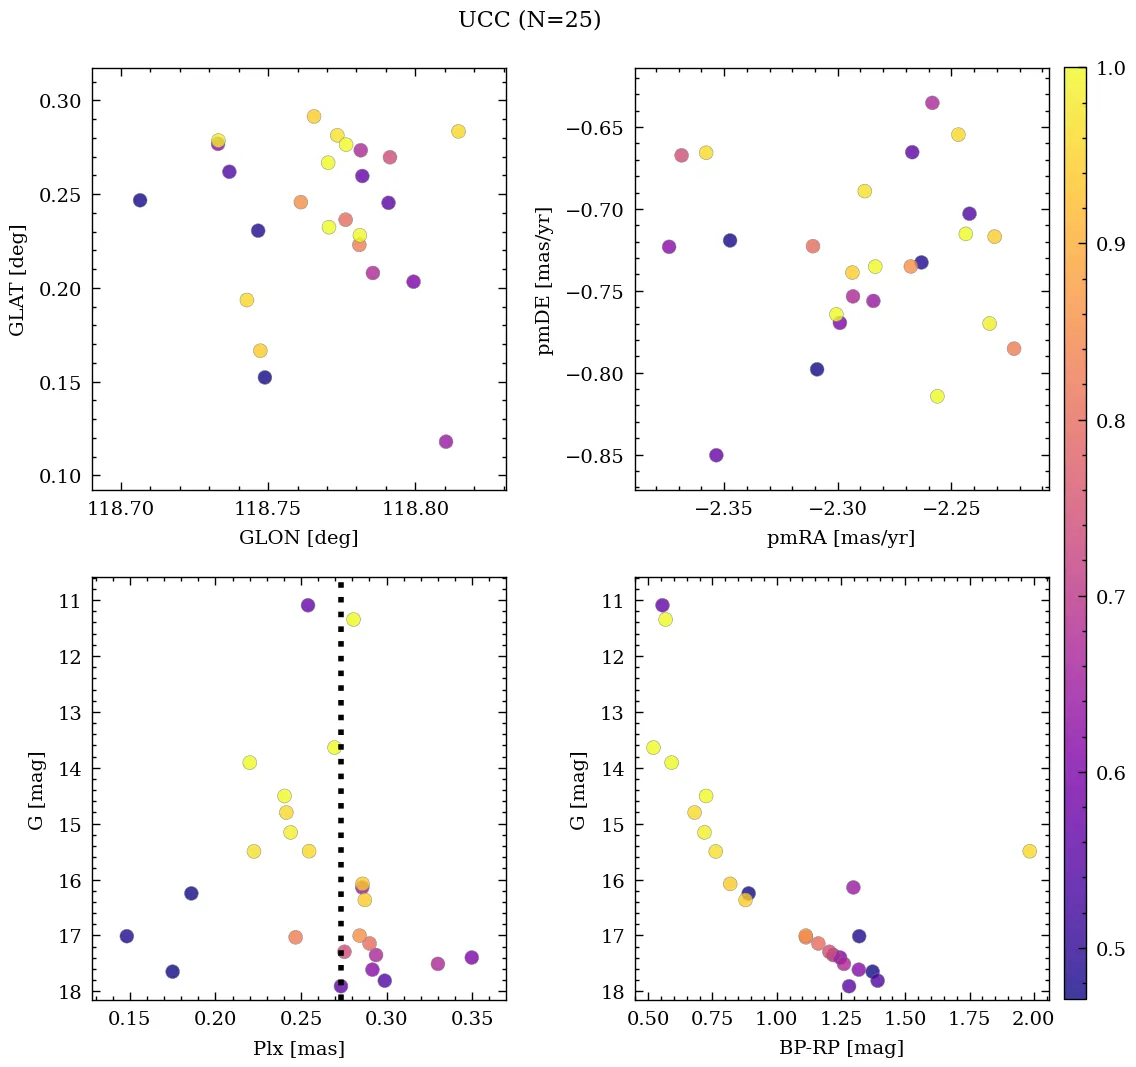 UCC (N=25)
0.30
0.25
0.20
0.15
0.10
GLAT [deg]
118.70 118.75 118.80
GLON [deg]
−0.65
−0.70
−0.75
−0.80
−0.85
pmDE [mas/yr]
−2.35 −2.30 −2.25
pmRA [mas/yr]
1.0
0.9
0.8
0.7
0.6
0.5
11
12
13
14
15
16
17
18
G [mag]
0.15 0.20 0.25 0.30 0.35
Plx [mas]
11
12
13
14
15
16
17
18
G [mag]
0.50 0.75 1.00 1.25 1.50 1.75 2.00
BP-RP [mag]